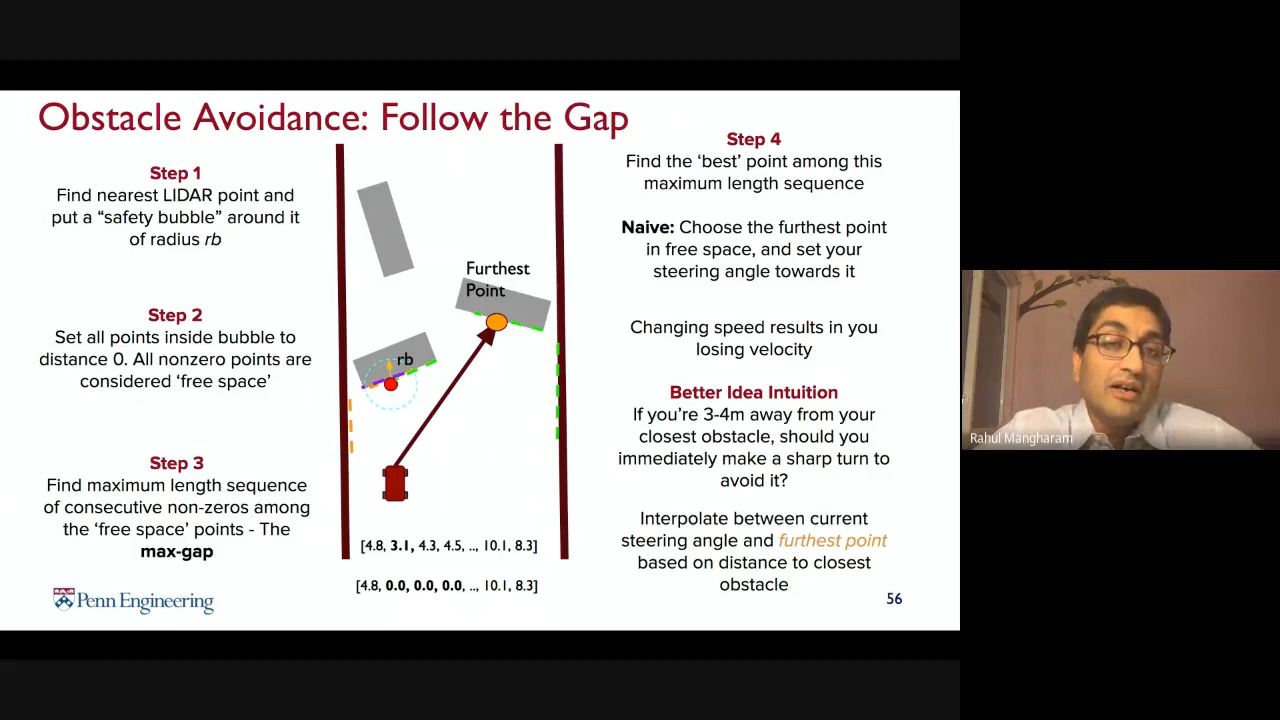 Obstacle Avoidance: Follow the Gap
Step 1
Find nearest LIDAR point and
put a “safety bubble” around it
of radius rb
Step 2
Set all points inside bubble to
distance 0. All nonzero points are
considered ‘free space’
Step 3
Find maximum length sequence
of consecutive non-zeros among
the ‘free space’ points - The
max-gap
Penn Engineering
Furthest
Point
rb
[4.8, 3.1, 4.3, 4.5, .., 10.1, 8.3]
[4.8, 0.0, 0.0, 0.0, .., 10.1, 8.3]
Step 4
Find the ‘best’ point among this
maximum length sequence
Naive: Choose the furthest point
in free space, and set your
steering angle towards it
Changing speed results in you
losing velocity
Better Idea Intuition
If you’re 3-4m away from your
closest obstacle, should you
immediately make a sharp turn to
avoid it?
Interpolate between current
steering angle and furthest point
based on distance to closest
obstacle
56
Rahul Mangharam